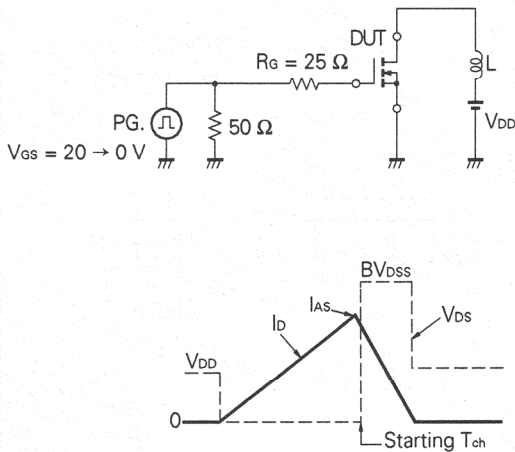 DUT
RG = 25 Ω
L
PG.
50 Ω
VDD
VGS = 20 → 0 V
BVDSS
IAS
ID
VDS
VDD
0
Starting Tch